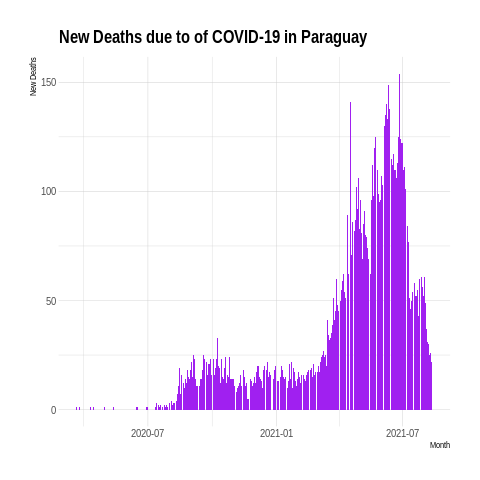 New Deaths due to of COVID-19 in Paraguay
New Deaths
150
100
50
0
2020-07
2021-01
2021-07
Month